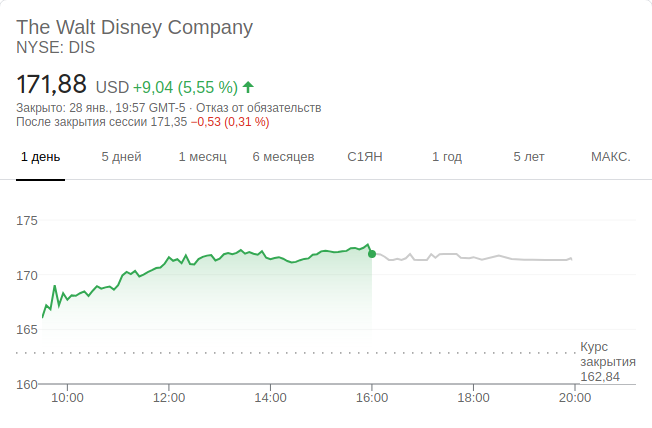 The Walt Disney Company
NYSE: DIS
171,88 USD +9,04 (5,55 %)
Закрыто: 28 янв., 19:57 GMT-5 · Отказ от обязательств
После закрытия сессии 171,35 −0,53 (0,31 %)
1 день 5 дней 1 месяц 6 месяцев С1ЯН 1 год 5 лет МАКС.
175
170
165
Курс
закрытия
162,84
160
10:00 12:00 14:00 16:00 18:00 20:00